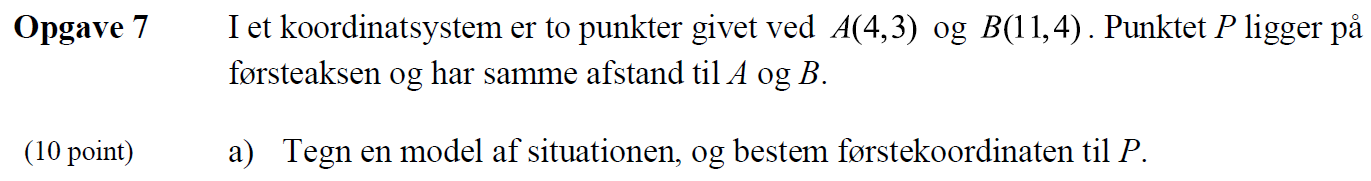 Opgave 7 I et koordinatsystem er to punkter givet ved A(4,3) og B(11,4). Punktet P ligger på
førsteaksen og har samme afstand til A og B.
(10 point) a) Tegn en model af situationen, og bestem førstekoordinaten til P.